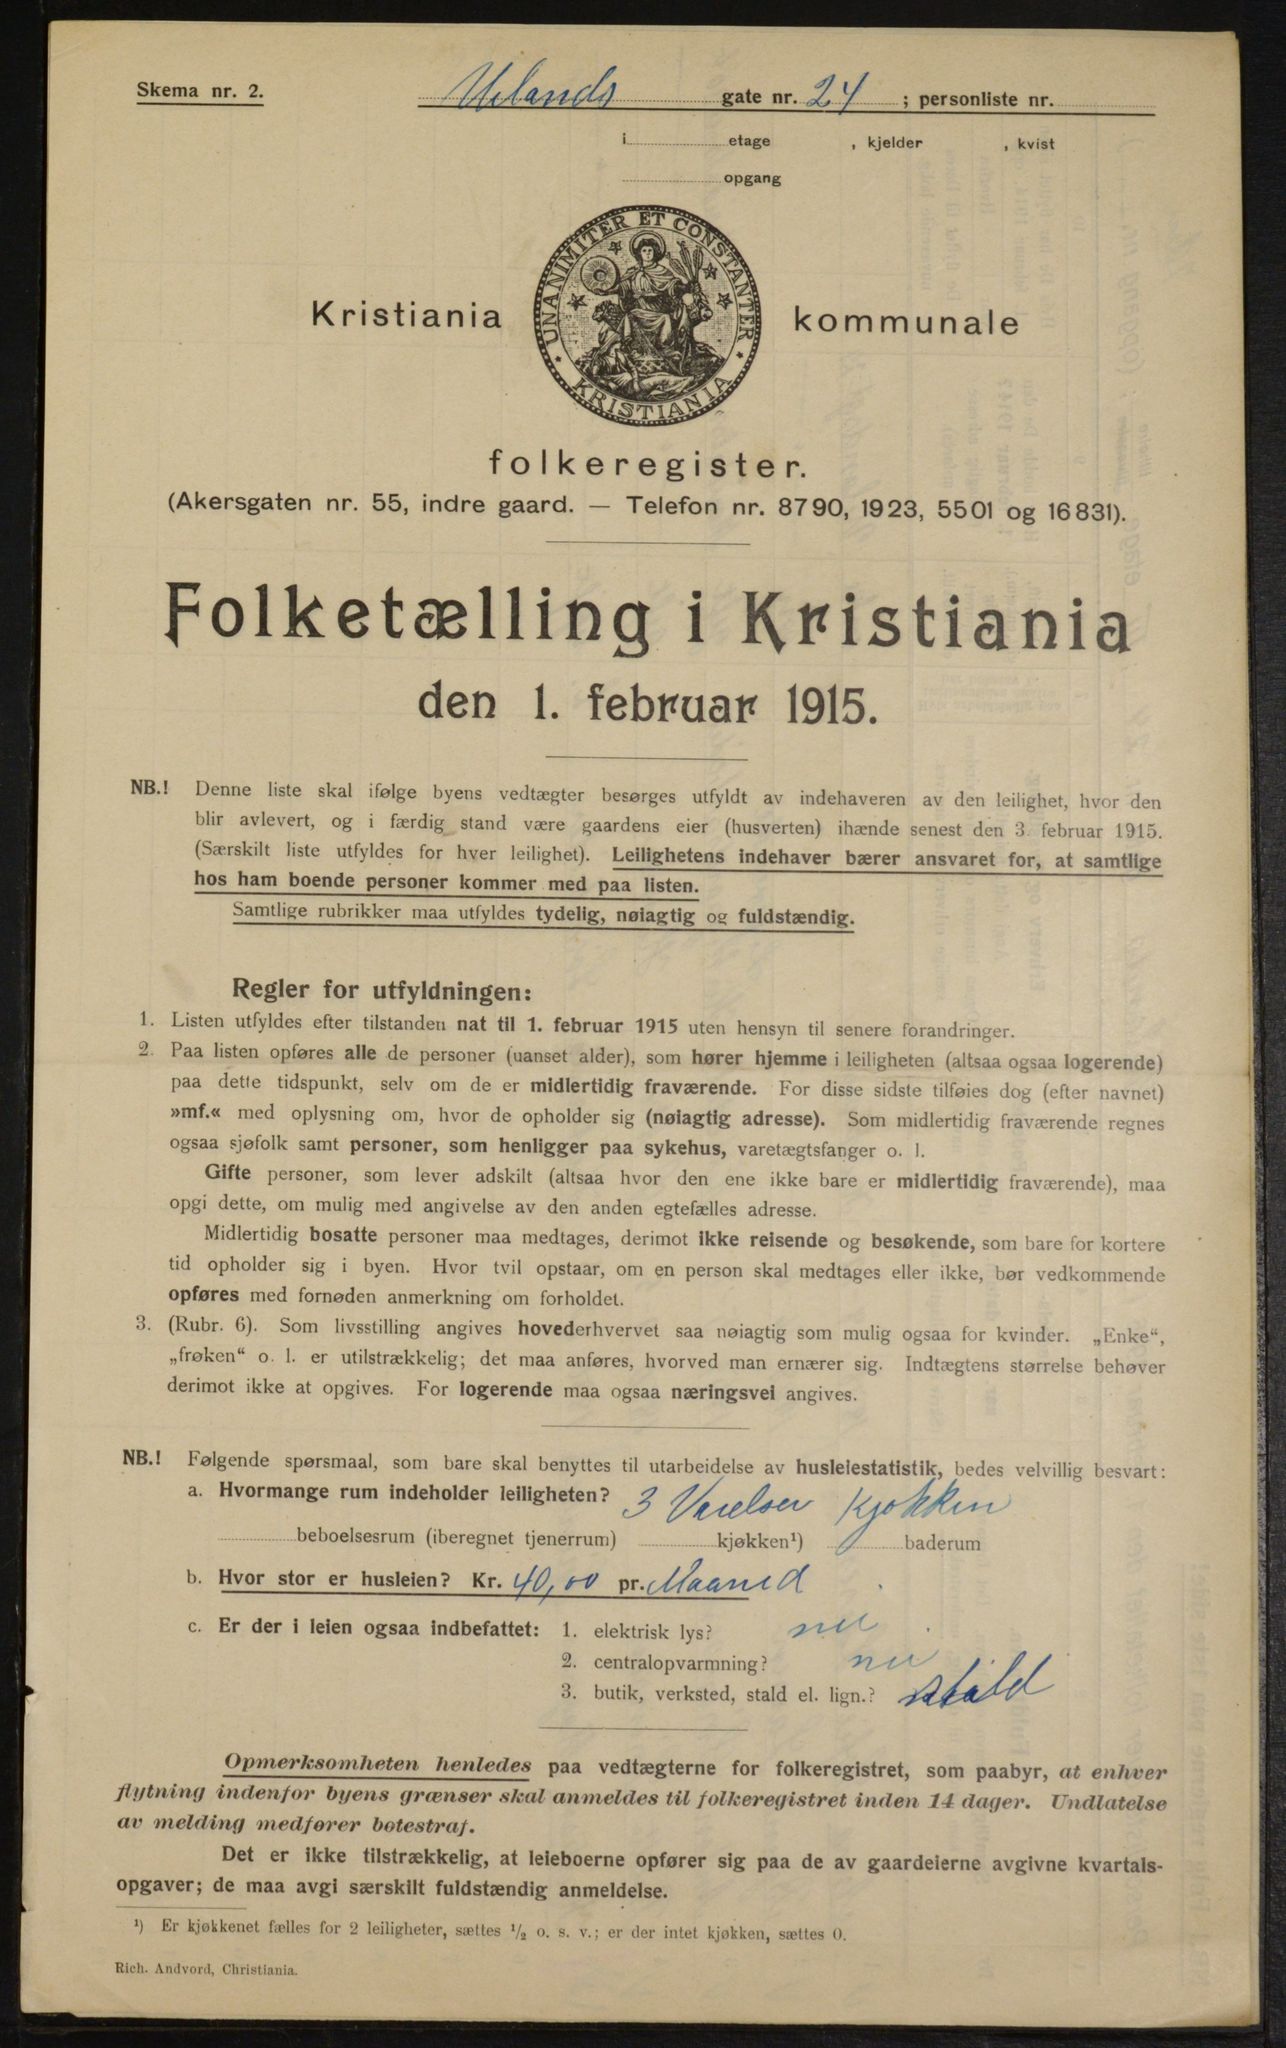 Skema nr. 2.
Uelands gate nr. 24 ; personliste nr.
i etage , kjelder , kvist
opgang
UNANIMITER ET CONSTANTER
KRISTIANIA
Kristiania kommunale
folkeregister.
(Akersgaten nr. 55, indre gaard. — Telefon nr. 8790, 1923, 5501 og 16831).
Folketælling i Kristiania
den 1. februar 1915.
NB.! Denne liste skal ifølge byens vedtægter besørges utfyldt av indehaveren av den leilighet, hvor den
blir avlevert, og i færdig stand være gaardens eier (husverten) ihænde senest den 3. februar 1915.
(Særskilt liste utfyldes for hver leilighet). Leilighetens indehaver bærer ansvaret for, at samtlige
hos ham boende personer kommer med paa listen.
Samtlige rubrikker maa utfyldes tydelig, nøiagtig og fuldstændig.
Regler for utfyldningen:
1. Listen utfyldes efter tilstanden nat til 1. februar 1915 uten hensyn til senere forandringer.
2. Paa listen opføres alle de personer (uanset alder), som hører hjemme i leiligheten (altsaa ogsaa logerende)
paa dette tidspunkt, selv om de er midlertidig fraværende. For disse sidste tilføies dog (efter navnet)
»mf.« med oplysning om, hvor de opholder sig (nøiagtig adresse). Som midlertidig fraværende regnes
ogsaa sjøfolk samt personer, som henligger paa sykehus, varetægtsfanger o. l.
Gifte personer, som lever adskilt (altsaa hvor den ene ikke bare er midlertidig fraværende), maa
opgi dette, om mulig med angivelse av den anden egtefælles adresse.
Midlertidig bosatte personer maa medtages, derimot ikke reisende og besøkende, som bare for kortere
tid opholder sig i byen. Hvor tvil opstaar, om en person skal medtages eller ikke, bør vedkommende
opføres med fornøden anmerkning om forholdet.
3. (Rubr. 6). Som livsstilling angives hovederhvervet saa nøiagtig som mulig ogsaa for kvinder. „Enke“,
„frøken“ o. l. er utilstrækkelig; det maa anføres, hvorved man ernærer sig. Indtægtens størrelse behøver
derimot ikke at opgives. For logerende maa ogsaa næringsvei angives.
NB.! Følgende spørsmaal, som bare skal benyttes til utarbeidelse av husleiestatistik, bedes velvillig besvart:
a. Hvormange rum indeholder leiligheten? 3 Værelser Kjøkken
beboelsesrum (iberegnet tjenerrum) kjøkken¹) baderum
b. Hvor stor er husleien? Kr. 40,00 pr. Maaned
c. Er der i leien ogsaa indbefattet: 1. elektrisk lys? nei
2. centralopvarmning? nei
3. butik, verksted, stald el. lign.? stald
Opmerksomheten henledes paa vedtægterne for folkeregistret, som paabyr, at enhver
flytning indenfor byens grænser skal anmeldes til folkeregistret inden 14 dager. Undlatelse
av melding medfører bøtestraf.
Det er ikke tilstrækkelig, at leieboerne opfører sig paa de av gaardeierne avgivne kvartals-
opgaver; de maa avgi særskilt fuldstændig anmeldelse.
¹) Er kjøkkenet fælles for 2 leiligheter, sættes ½ o. s. v.; er der intet kjøkken, sættes 0.
Rich. Andvord, Christiania.